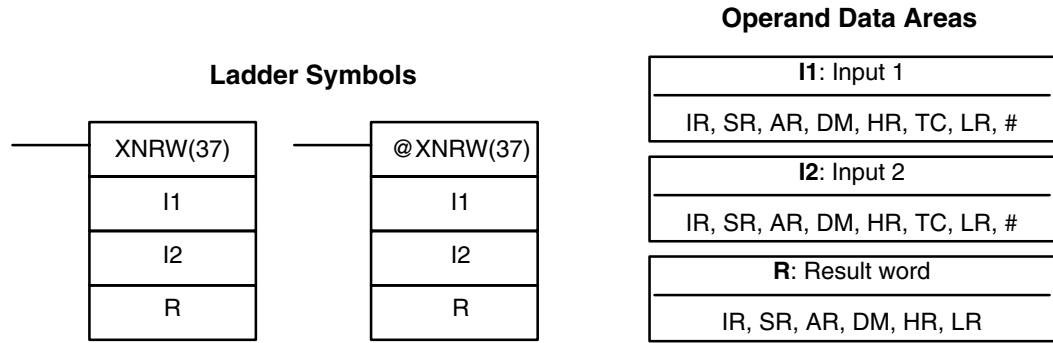 Ladder Symbols
XNRW(37)
I1
I2
R
@XNRW(37)
I1
I2
R
Operand Data Areas
I1: Input 1
IR, SR, AR, DM, HR, TC, LR, #
I2: Input 2
IR, SR, AR, DM, HR, TC, LR, #
R: Result word
IR, SR, AR, DM, HR, LR